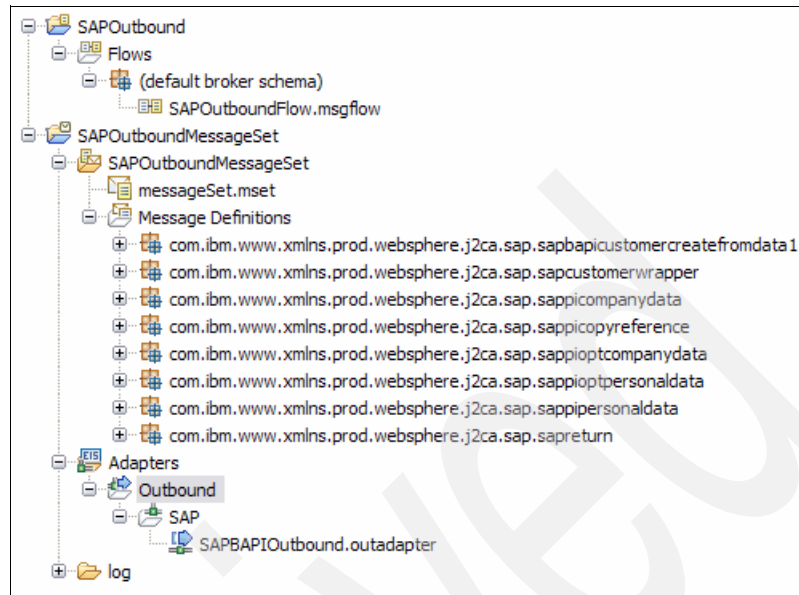 SAPOutbound
Flows
(default broker schema)
SAPOutboundFlow.msgflow
SAPOutboundMessageSet
SAPOutboundMessageSet
messageSet.mset
Message Definitions
com.ibm.www.xmlns.prod.websphere.j2ca.sap.sapbapicustomercreatefromdata1
com.ibm.www.xmlns.prod.websphere.j2ca.sap.sapcustomerwrapper
com.ibm.www.xmlns.prod.websphere.j2ca.sap.sappicompanydata
com.ibm.www.xmlns.prod.websphere.j2ca.sap.sappicopyreference
com.ibm.www.xmlns.prod.websphere.j2ca.sap.sappioptcompanydata
com.ibm.www.xmlns.prod.websphere.j2ca.sap.sappioptpersonaldata
com.ibm.www.xmlns.prod.websphere.j2ca.sap.sappipersonaldata
com.ibm.www.xmlns.prod.websphere.j2ca.sap.sapreturn
EIS Adapters
Outbound
SAP
SAPBAPIOutbound.outadapter
log